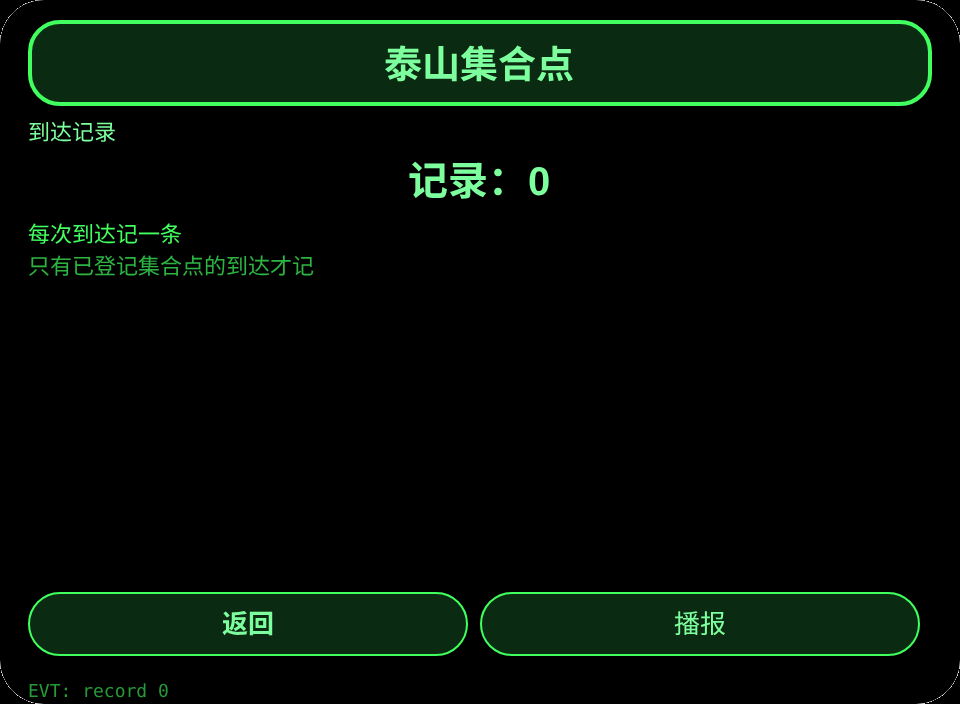 泰山集合点
到达记录
记录：0
每次到达记一条
只有已登记集合点的到达才记
返回
播报
EVT: record 0